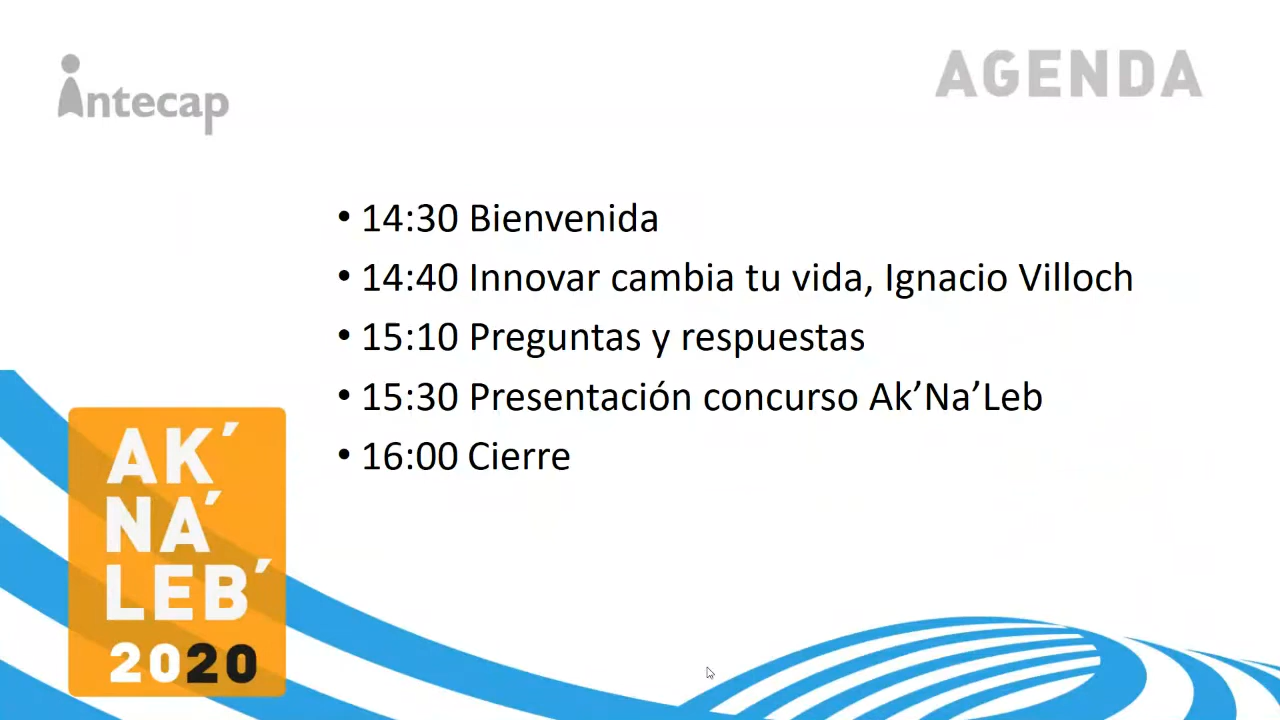 intecap
AGENDA
• 14:30 Bienvenida
• 14:40 Innovar cambia tu vida, Ignacio Villoch
• 15:10 Preguntas y respuestas
• 15:30 Presentación concurso Ak’Na’Leb
• 16:00 Cierre
AK´
NA´
LEB´
2020